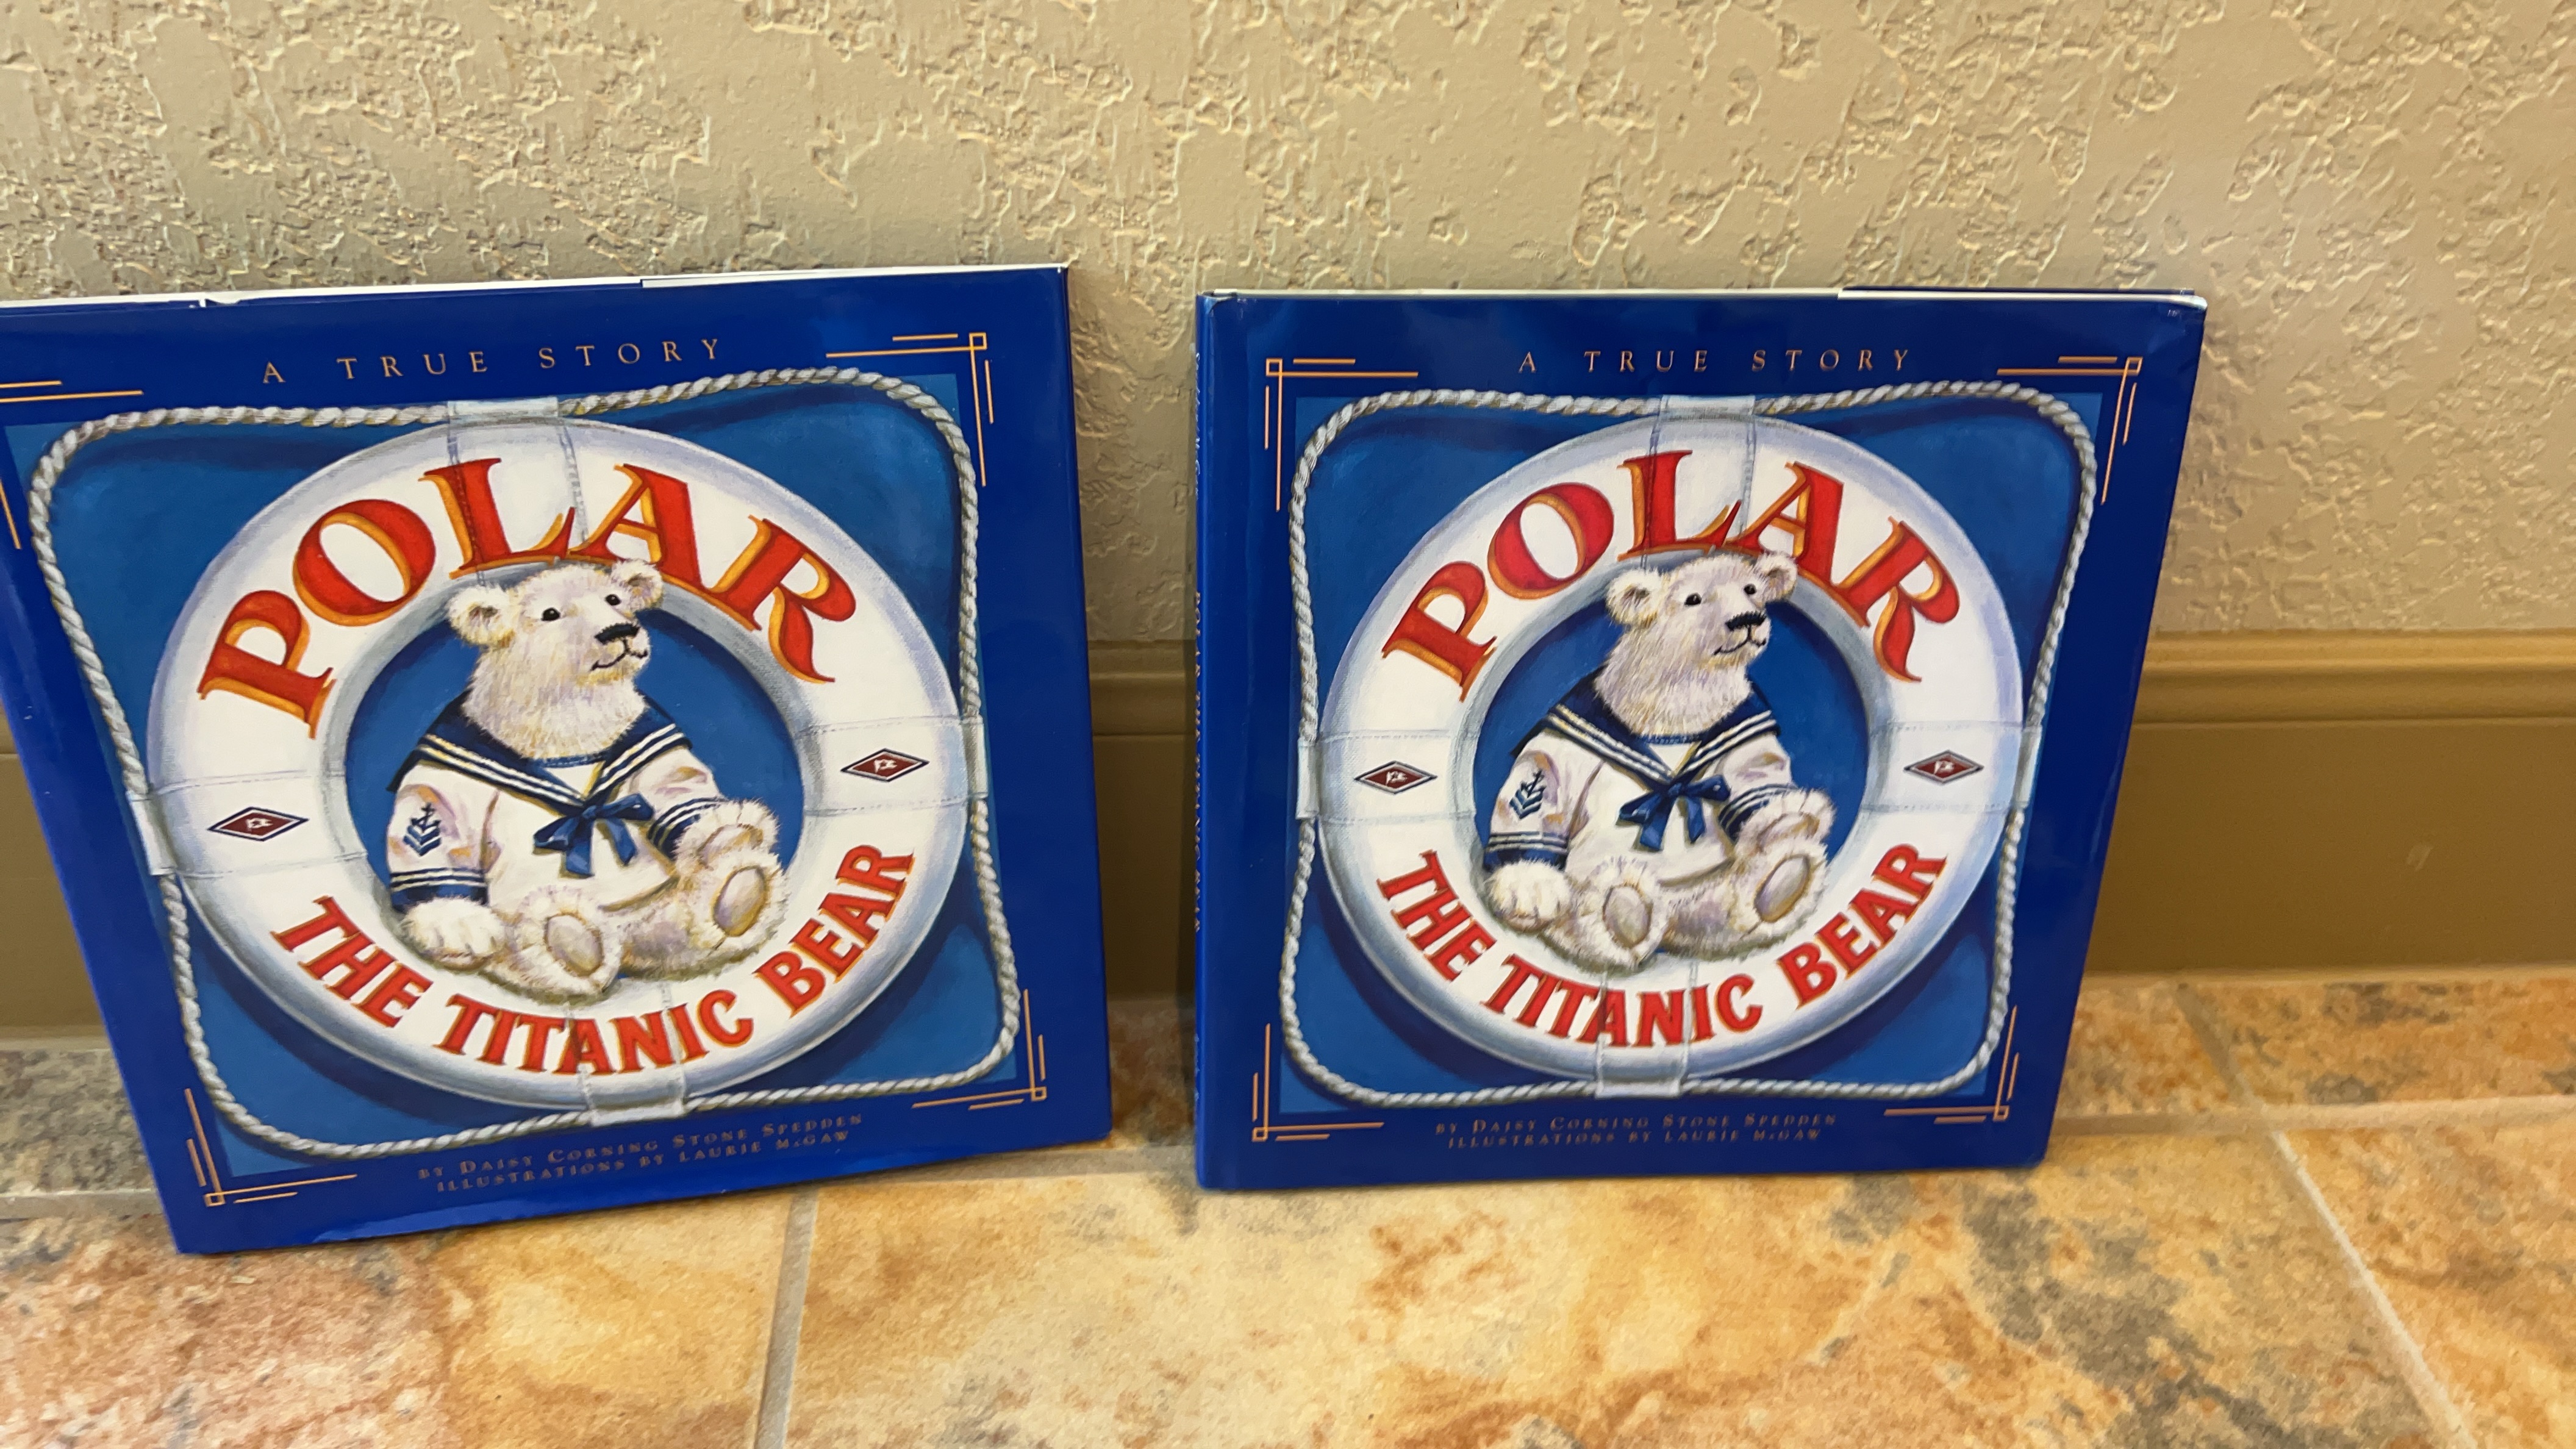 A TRUE STORY
POLAR
THE TITANIC BEAR
BY DAISY CORNING STONE SPEDDEN
ILLUSTRATIONS BY LAURIE McGAW
A TRUE STORY
POLAR
THE TITANIC BEAR
BY DAISY CORNING STONE SPEDDEN
ILLUSTRATIONS BY LAURIE McGAW